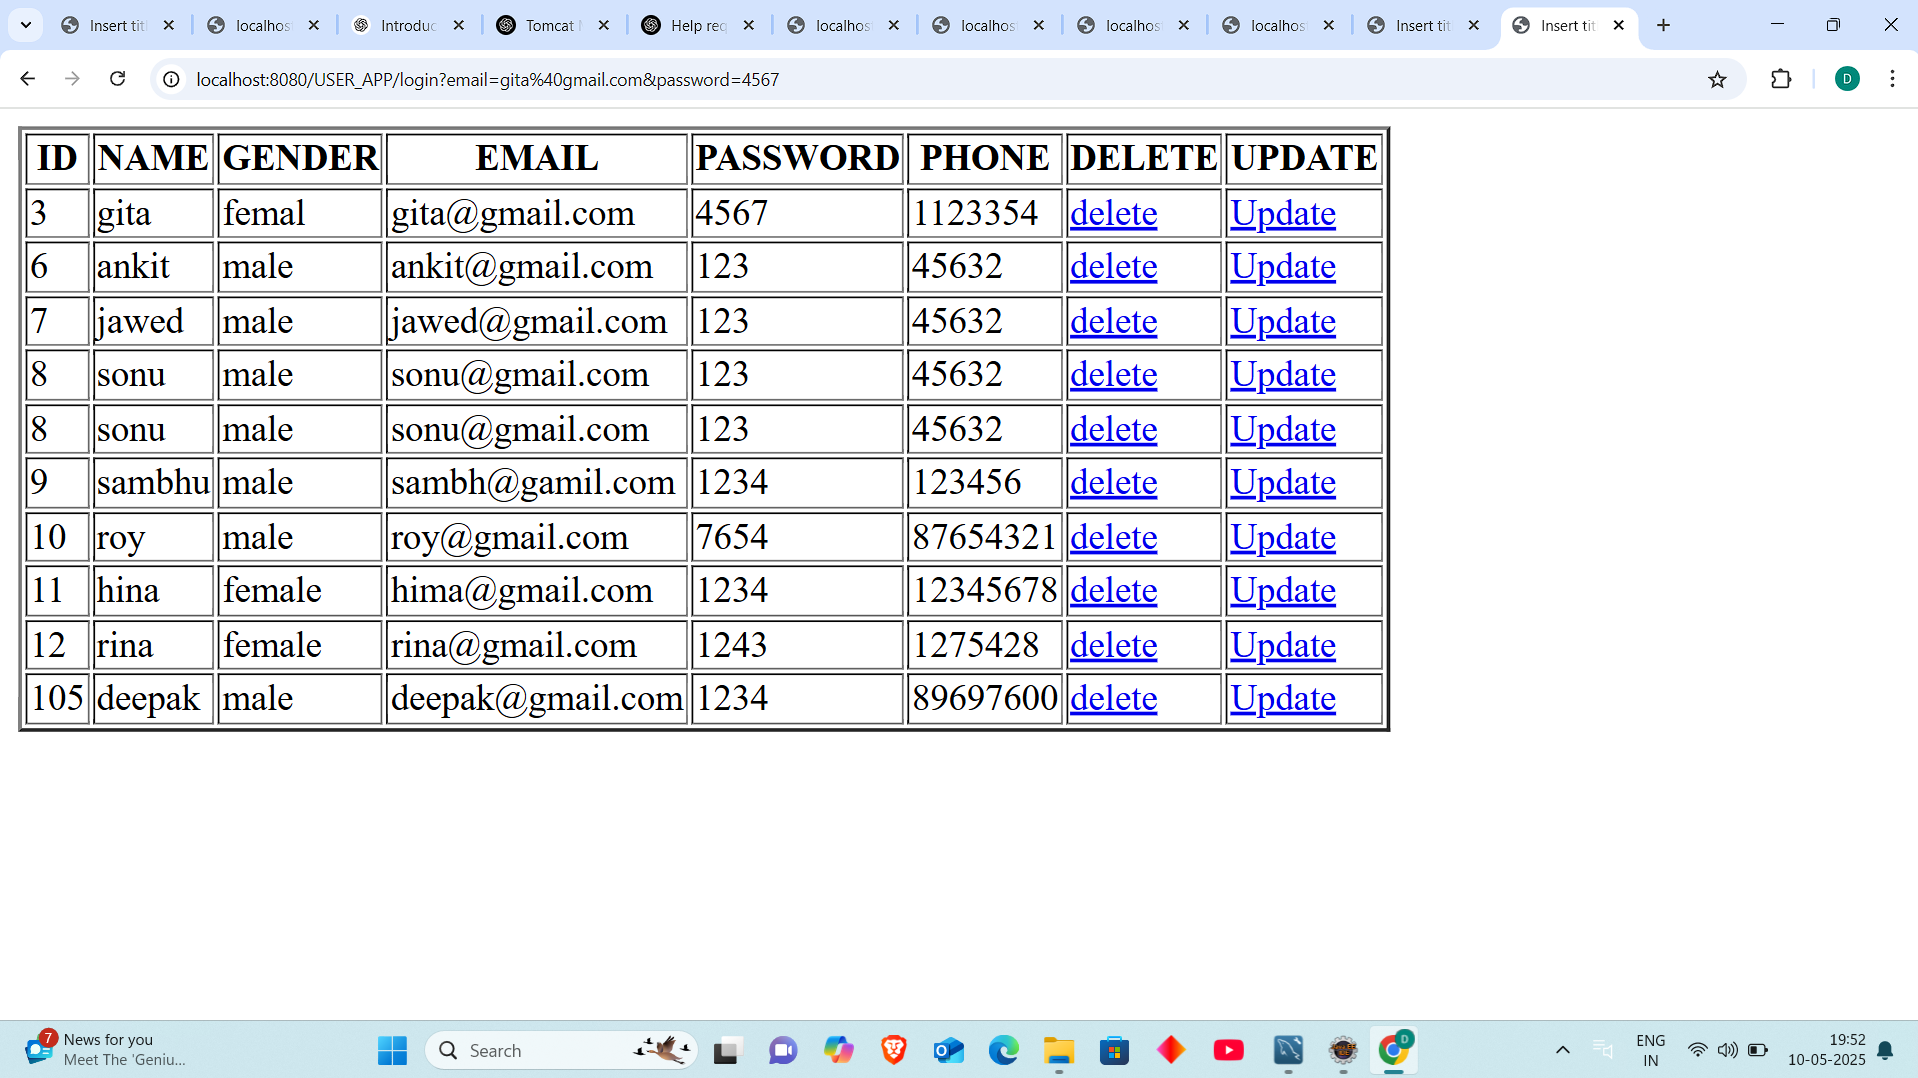 Insert tit
localhos
Introduc
Tomcat
Help req
localhos
localhos
localhos
localhos
Insert tit
Insert tit
localhost:8080/USER_APP/login?email=gita%40gmail.com&password=4567
D
ID NAME GENDER EMAIL PASSWORD PHONE DELETE UPDATE
3 gita femal gita@gmail.com 4567 1123354 delete Update
6 ankit male ankit@gmail.com 123 45632 delete Update
7 jawed male jawed@gmail.com 123 45632 delete Update
8 sonu male sonu@gmail.com 123 45632 delete Update
8 sonu male sonu@gmail.com 123 45632 delete Update
9 sambhu male sambh@gamil.com 1234 123456 delete Update
10 roy male roy@gmail.com 7654 87654321 delete Update
11 hina female hima@gmail.com 1234 12345678 delete Update
12 rina female rina@gmail.com 1243 1275428 delete Update
105 deepak male deepak@gmail.com 1234 89697600 delete Update
7
News for you
Meet The 'Geniu...
Search
D
ENG
IN
19:52
10-05-2025